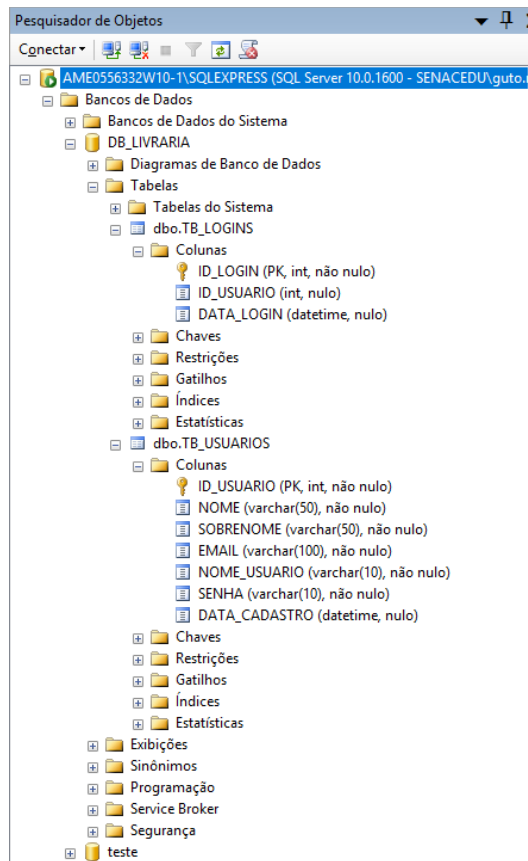 Pesquisador de Objetos
Conectar
AME0556332W10-1\SQLEXPRESS (SQL Server 10.0.1600 - SENACEDU\guto.
Bancos de Dados
Bancos de Dados do Sistema
DB_LIVRARIA
Diagramas de Banco de Dados
Tabelas
Tabelas do Sistema
dbo.TB_LOGINS
Colunas
ID_LOGIN (PK, int, não nulo)
ID_USUARIO (int, nulo)
DATA_LOGIN (datetime, nulo)
Chaves
Restrições
Gatilhos
Índices
Estatísticas
dbo.TB_USUARIOS
Colunas
ID_USUARIO (PK, int, não nulo)
NOME (varchar(50), não nulo)
SOBRENOME (varchar(50), não nulo)
EMAIL (varchar(100), não nulo)
NOME_USUARIO (varchar(10), não nulo)
SENHA (varchar(10), não nulo)
DATA_CADASTRO (datetime, nulo)
Chaves
Restrições
Gatilhos
Índices
Estatísticas
Exibições
Sinônimos
Programação
Service Broker
Segurança
teste